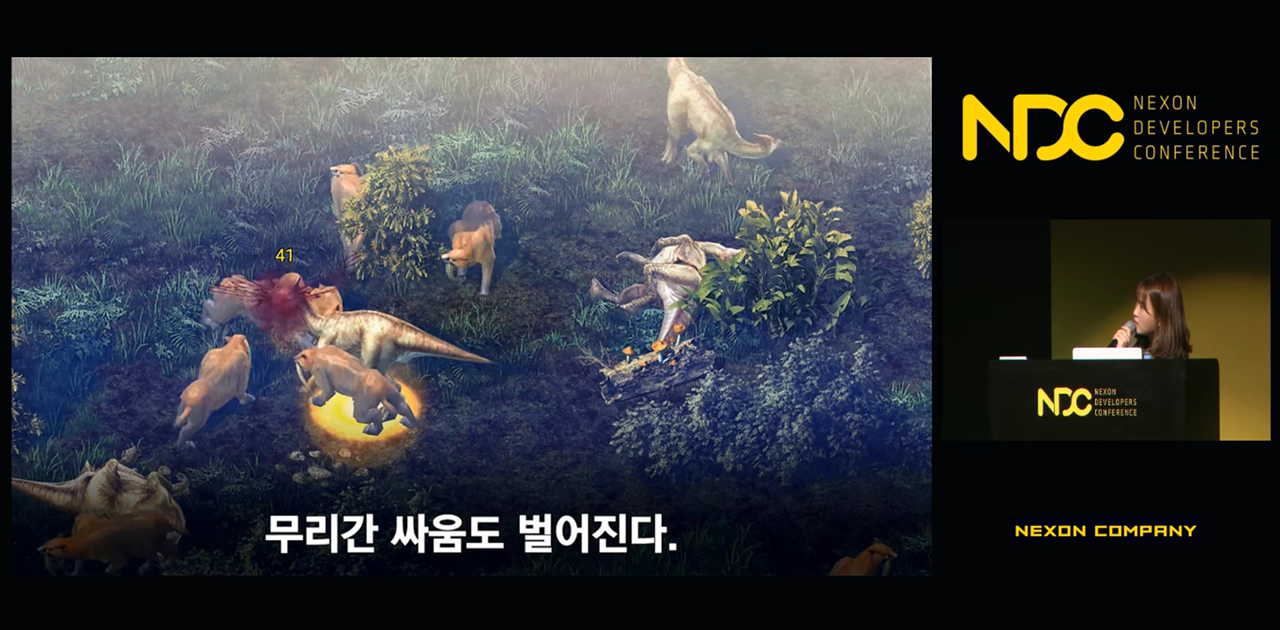 41
무리간 싸움도 벌어진다.
NDC
NEXON
DEVELOPERS
CONFERENCE
NDC
NEXON
DEVELOPERS
CONFERENCE
NEXON COMPANY